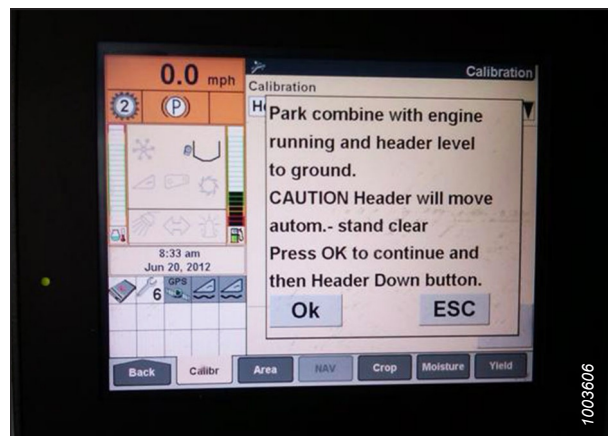 0.0 mph
Calibration
Calibration
2
P
He
Park combine with engine
running and header level
to ground.
CAUTION Header will move
autom.- stand clear
Press OK to continue and
then Header Down button.
Ok
ESC
8:33 am
Jun 20, 2012
6
GPS
Back
Calibr
Area
NAV
Crop
Moisture
Yield
1003606